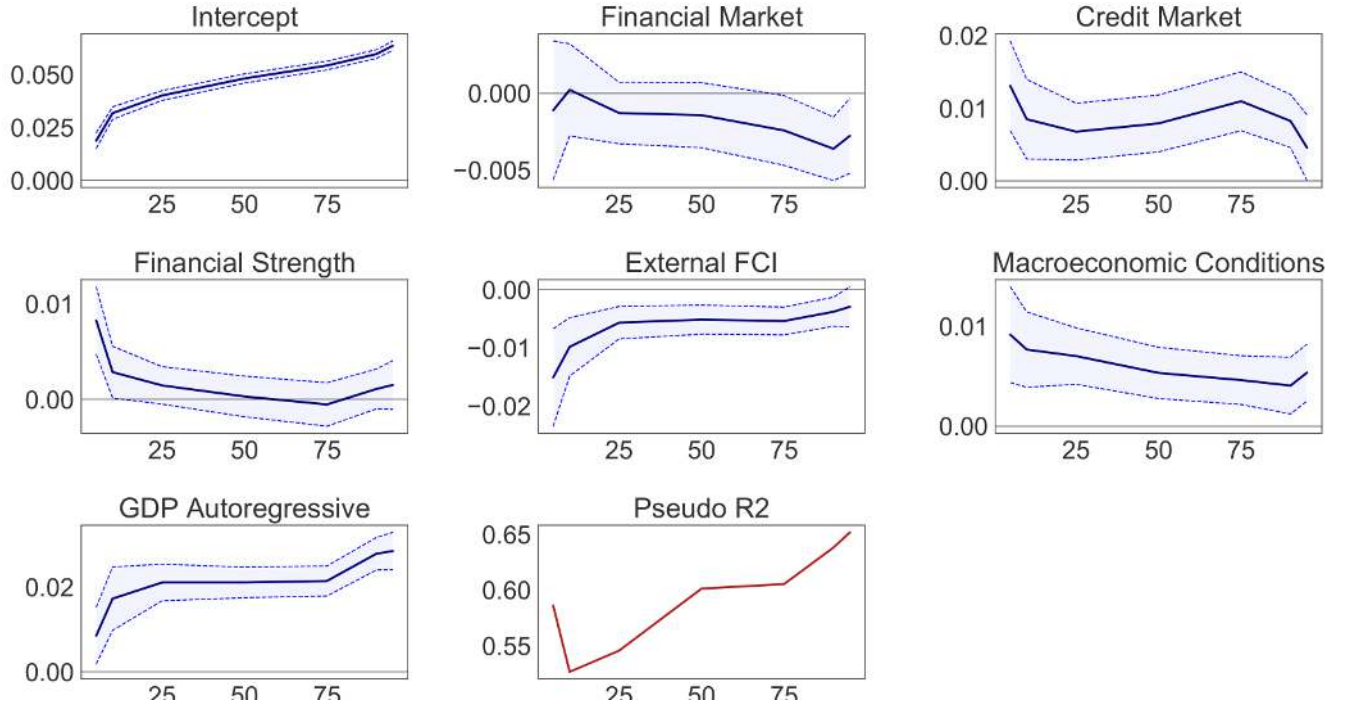 Intercept
Financial Market
Credit Market
0.050
0.025
0.000
25 50 75
0.000
−0.005
25 50 75
0.02
0.01
0.00
25 50 75
Financial Strength
External FCI
Macroeconomic Conditions
0.01
0.00
25 50 75
0.00
−0.01
−0.02
25 50 75
0.01
0.00
25 50 75
GDP Autoregressive
Pseudo R2
0.02
0.00
25 50 75
0.65
0.60
0.55
25 50 75